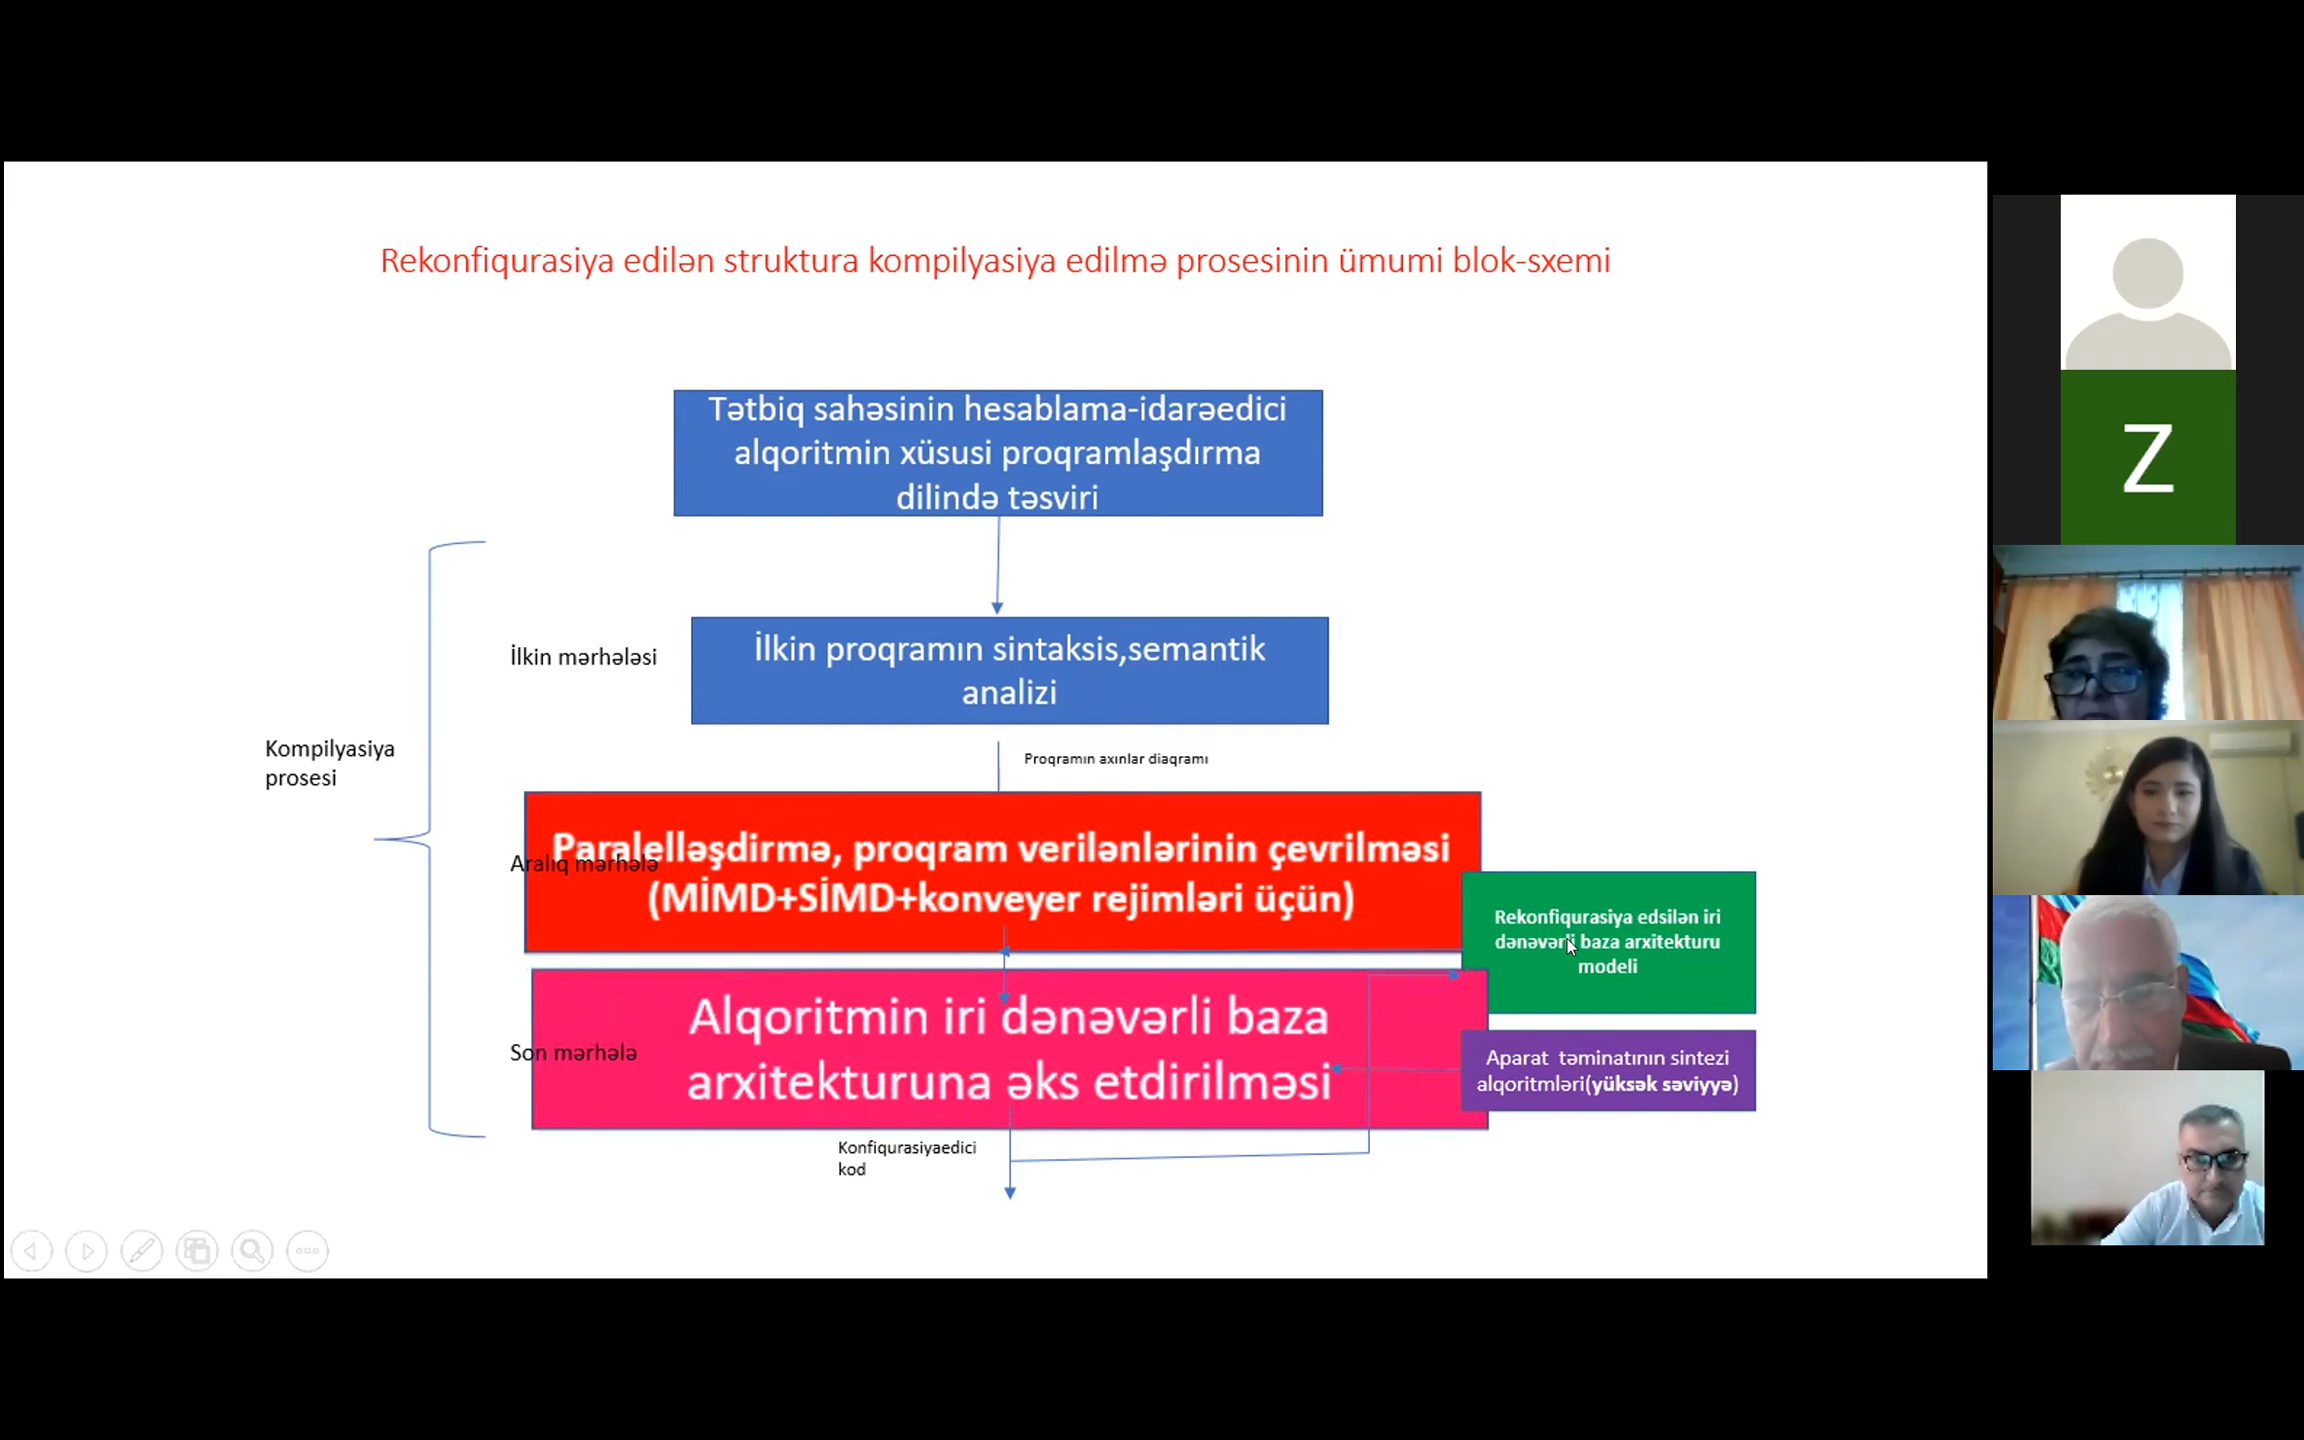 Rekonfiqurasiya edilən struktura kompilyasiya edilmə prosesinin ümumi blok-sxemi
Z
Tətbiq sahəsinin hesablama-idarəedici
alqoritmin xüsusi proqramlaşdırma
dilində təsviri
İlkin mərhələsi
İlkin proqramın sintaksis,semantik
analizi
Kompilyasiya
prosesi
Proqramın axınlar diaqramı
Aralıq mərhələ
Paralelləşdirmə, proqram verilənlərinin çevrilməsi
(MİMD+SİMD+konveyer rejimləri üçün)
Rekonfiqurasiya edsilən iri
dənəvərli baza arxitekturu
modeli
Son mərhələ
Alqoritmin iri dənəvərli baza
arxitekturuna əks etdirilməsi
Aparat təminatının sintezi
alqoritmləri(yüksək səviyyə)
Konfiqurasiyaedici
kod